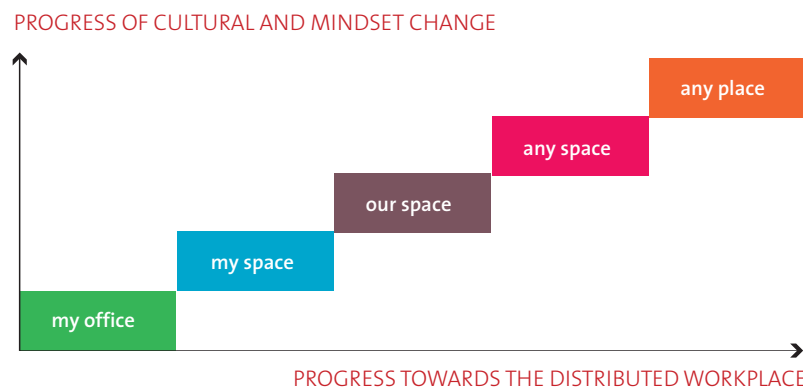 PROGRESS OF CULTURAL AND MINDSET CHANGE
any place
any space
our space
my space
my office
PROGRESS TOWARDS THE DISTRIBUTED WORKPLACE